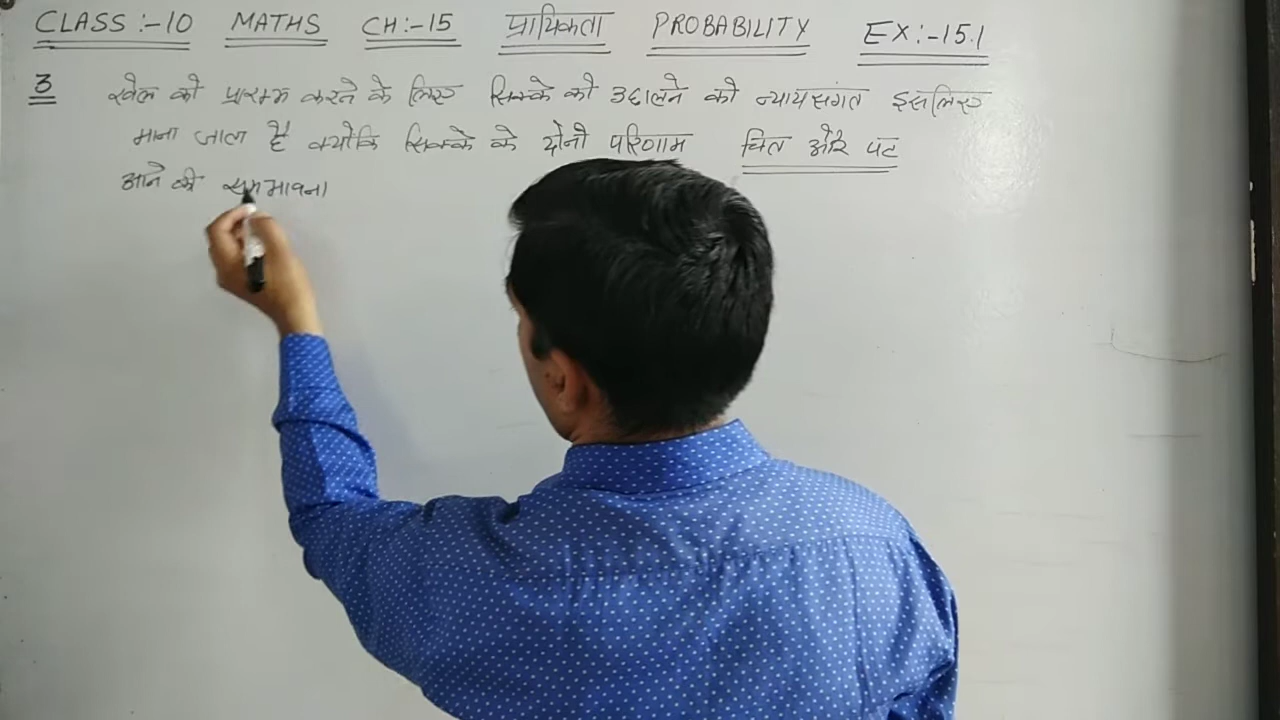 CLASS :- 10 MATHS CH:- 15 प्रायिकता PROBABILITY EX:- 15.1
3 खेल को प्रारम्भ करने के लिए सिक्के को उछालने को न्यायसंगत इसलिए
माना जाता है क्योंकि सिक्के के दोनो परिणाम चित और पट
आने की सम्भावना